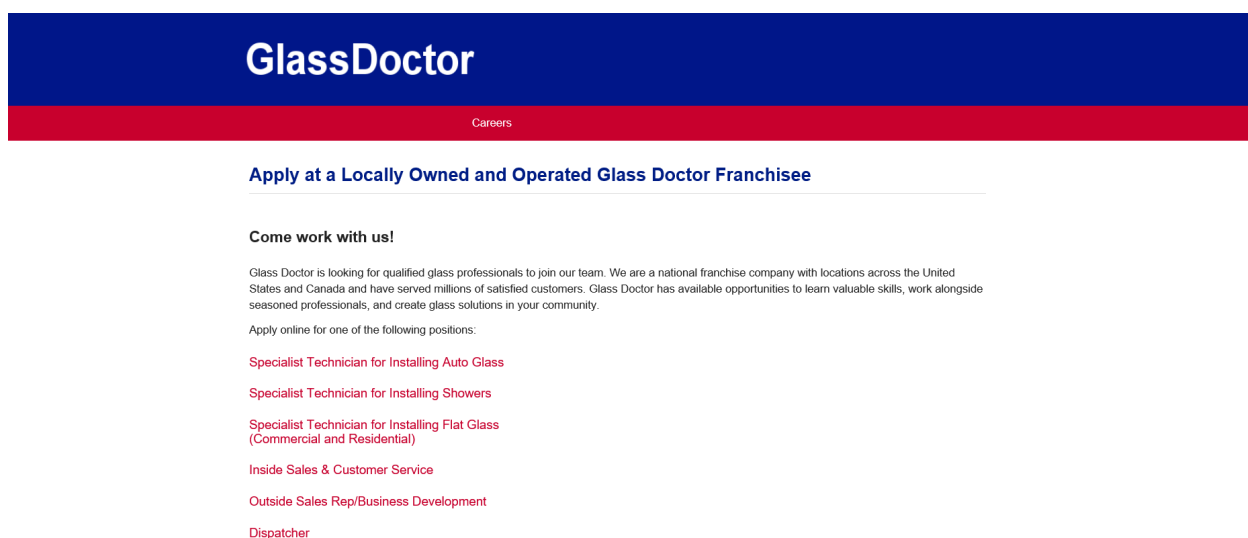 GlassDoctor
Careers
Apply at a Locally Owned and Operated Glass Doctor Franchisee
Come work with us!
Glass Doctor is looking for qualified glass professionals to join our team. We are a national franchise company with locations across the United
States and Canada and have served millions of satisfied customers. Glass Doctor has available opportunities to learn valuable skills, work alongside
seasoned professionals, and create glass solutions in your community.
Apply online for one of the following positions:
Specialist Technician for Installing Auto Glass
Specialist Technician for Installing Showers
Specialist Technician for Installing Flat Glass
(Commercial and Residential)
Inside Sales & Customer Service
Outside Sales Rep/Business Development
Dispatcher